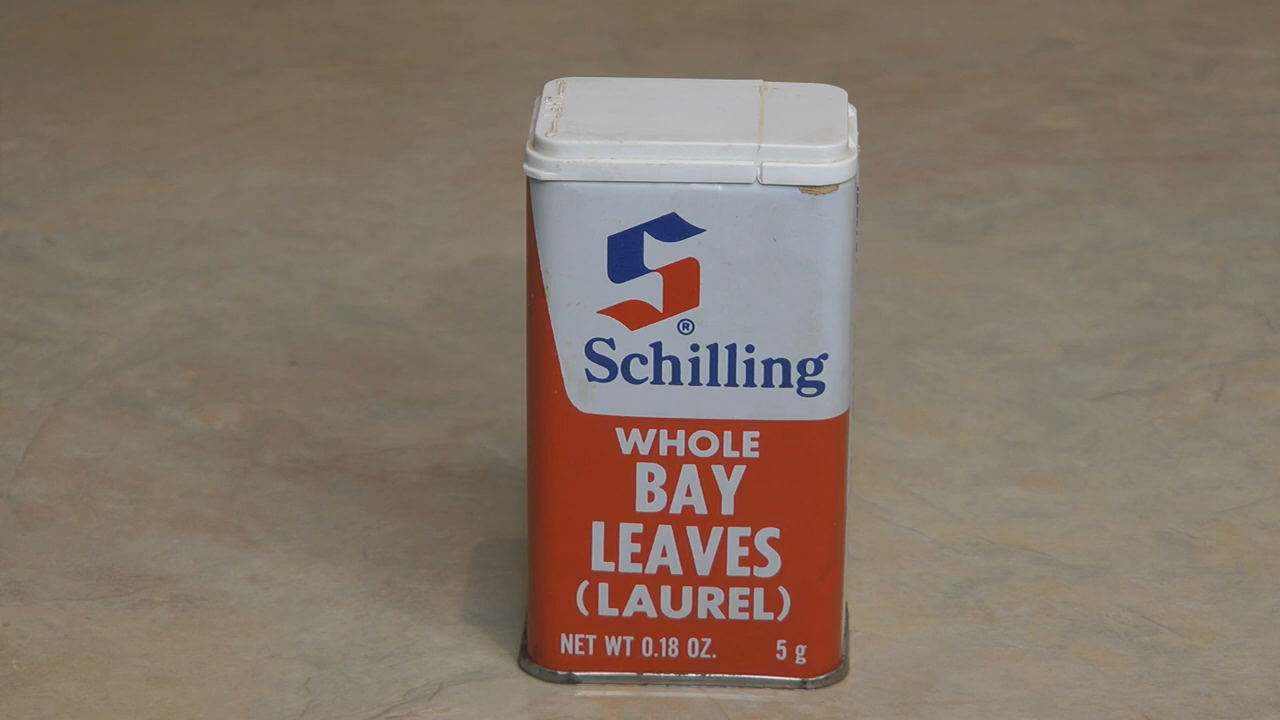 S
®
Schilling
WHOLE
BAY
LEAVES
(LAUREL)
NET WT 0.18 OZ. 5 g